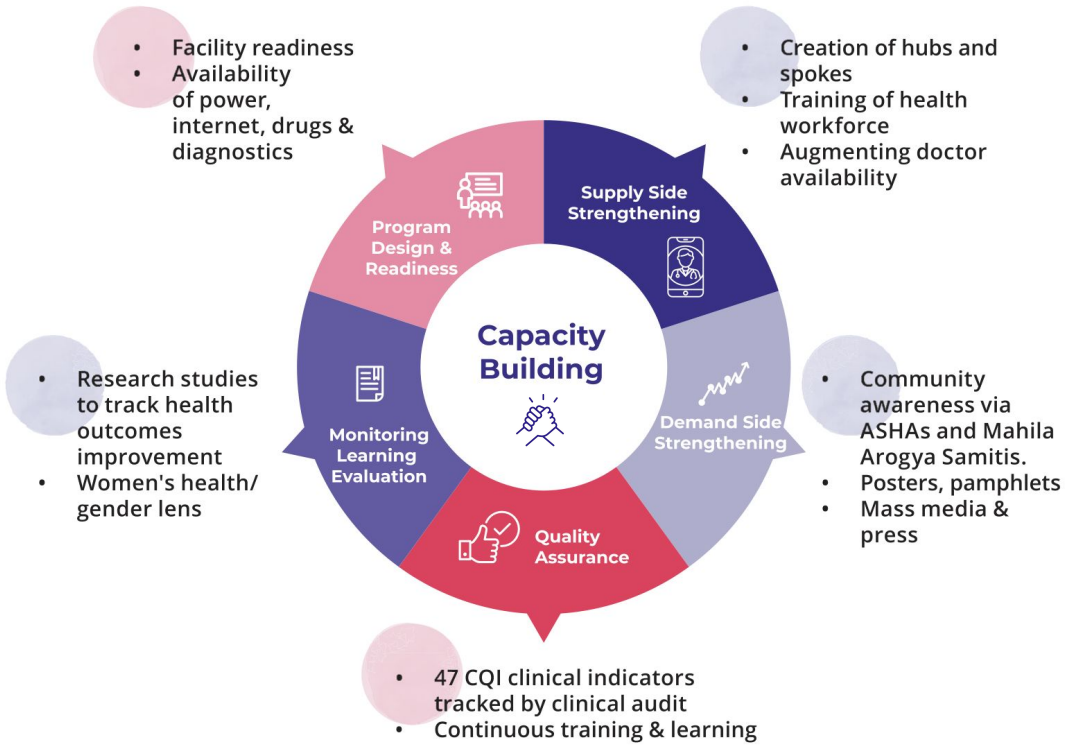 • Facility readiness
• Availability
of power,
internet, drugs &
diagnostics
• Creation of hubs and
spokes
• Training of health
workforce
• Augmenting doctor
availability
Program
Design &
Readiness
Supply Side
Strengthening
Capacity
Building
• Research studies
to track health
outcomes
improvement
• Women's health/
gender lens
Monitoring
Learning
Evaluation
Demand Side
Strengthening
• Community
awareness via
ASHAs and Mahila
Arogya Samitis.
• Posters, pamphlets
• Mass media &
press
Quality
Assurance
• 47 CQI clinical indicators
tracked by clinical audit
• Continuous training & learning